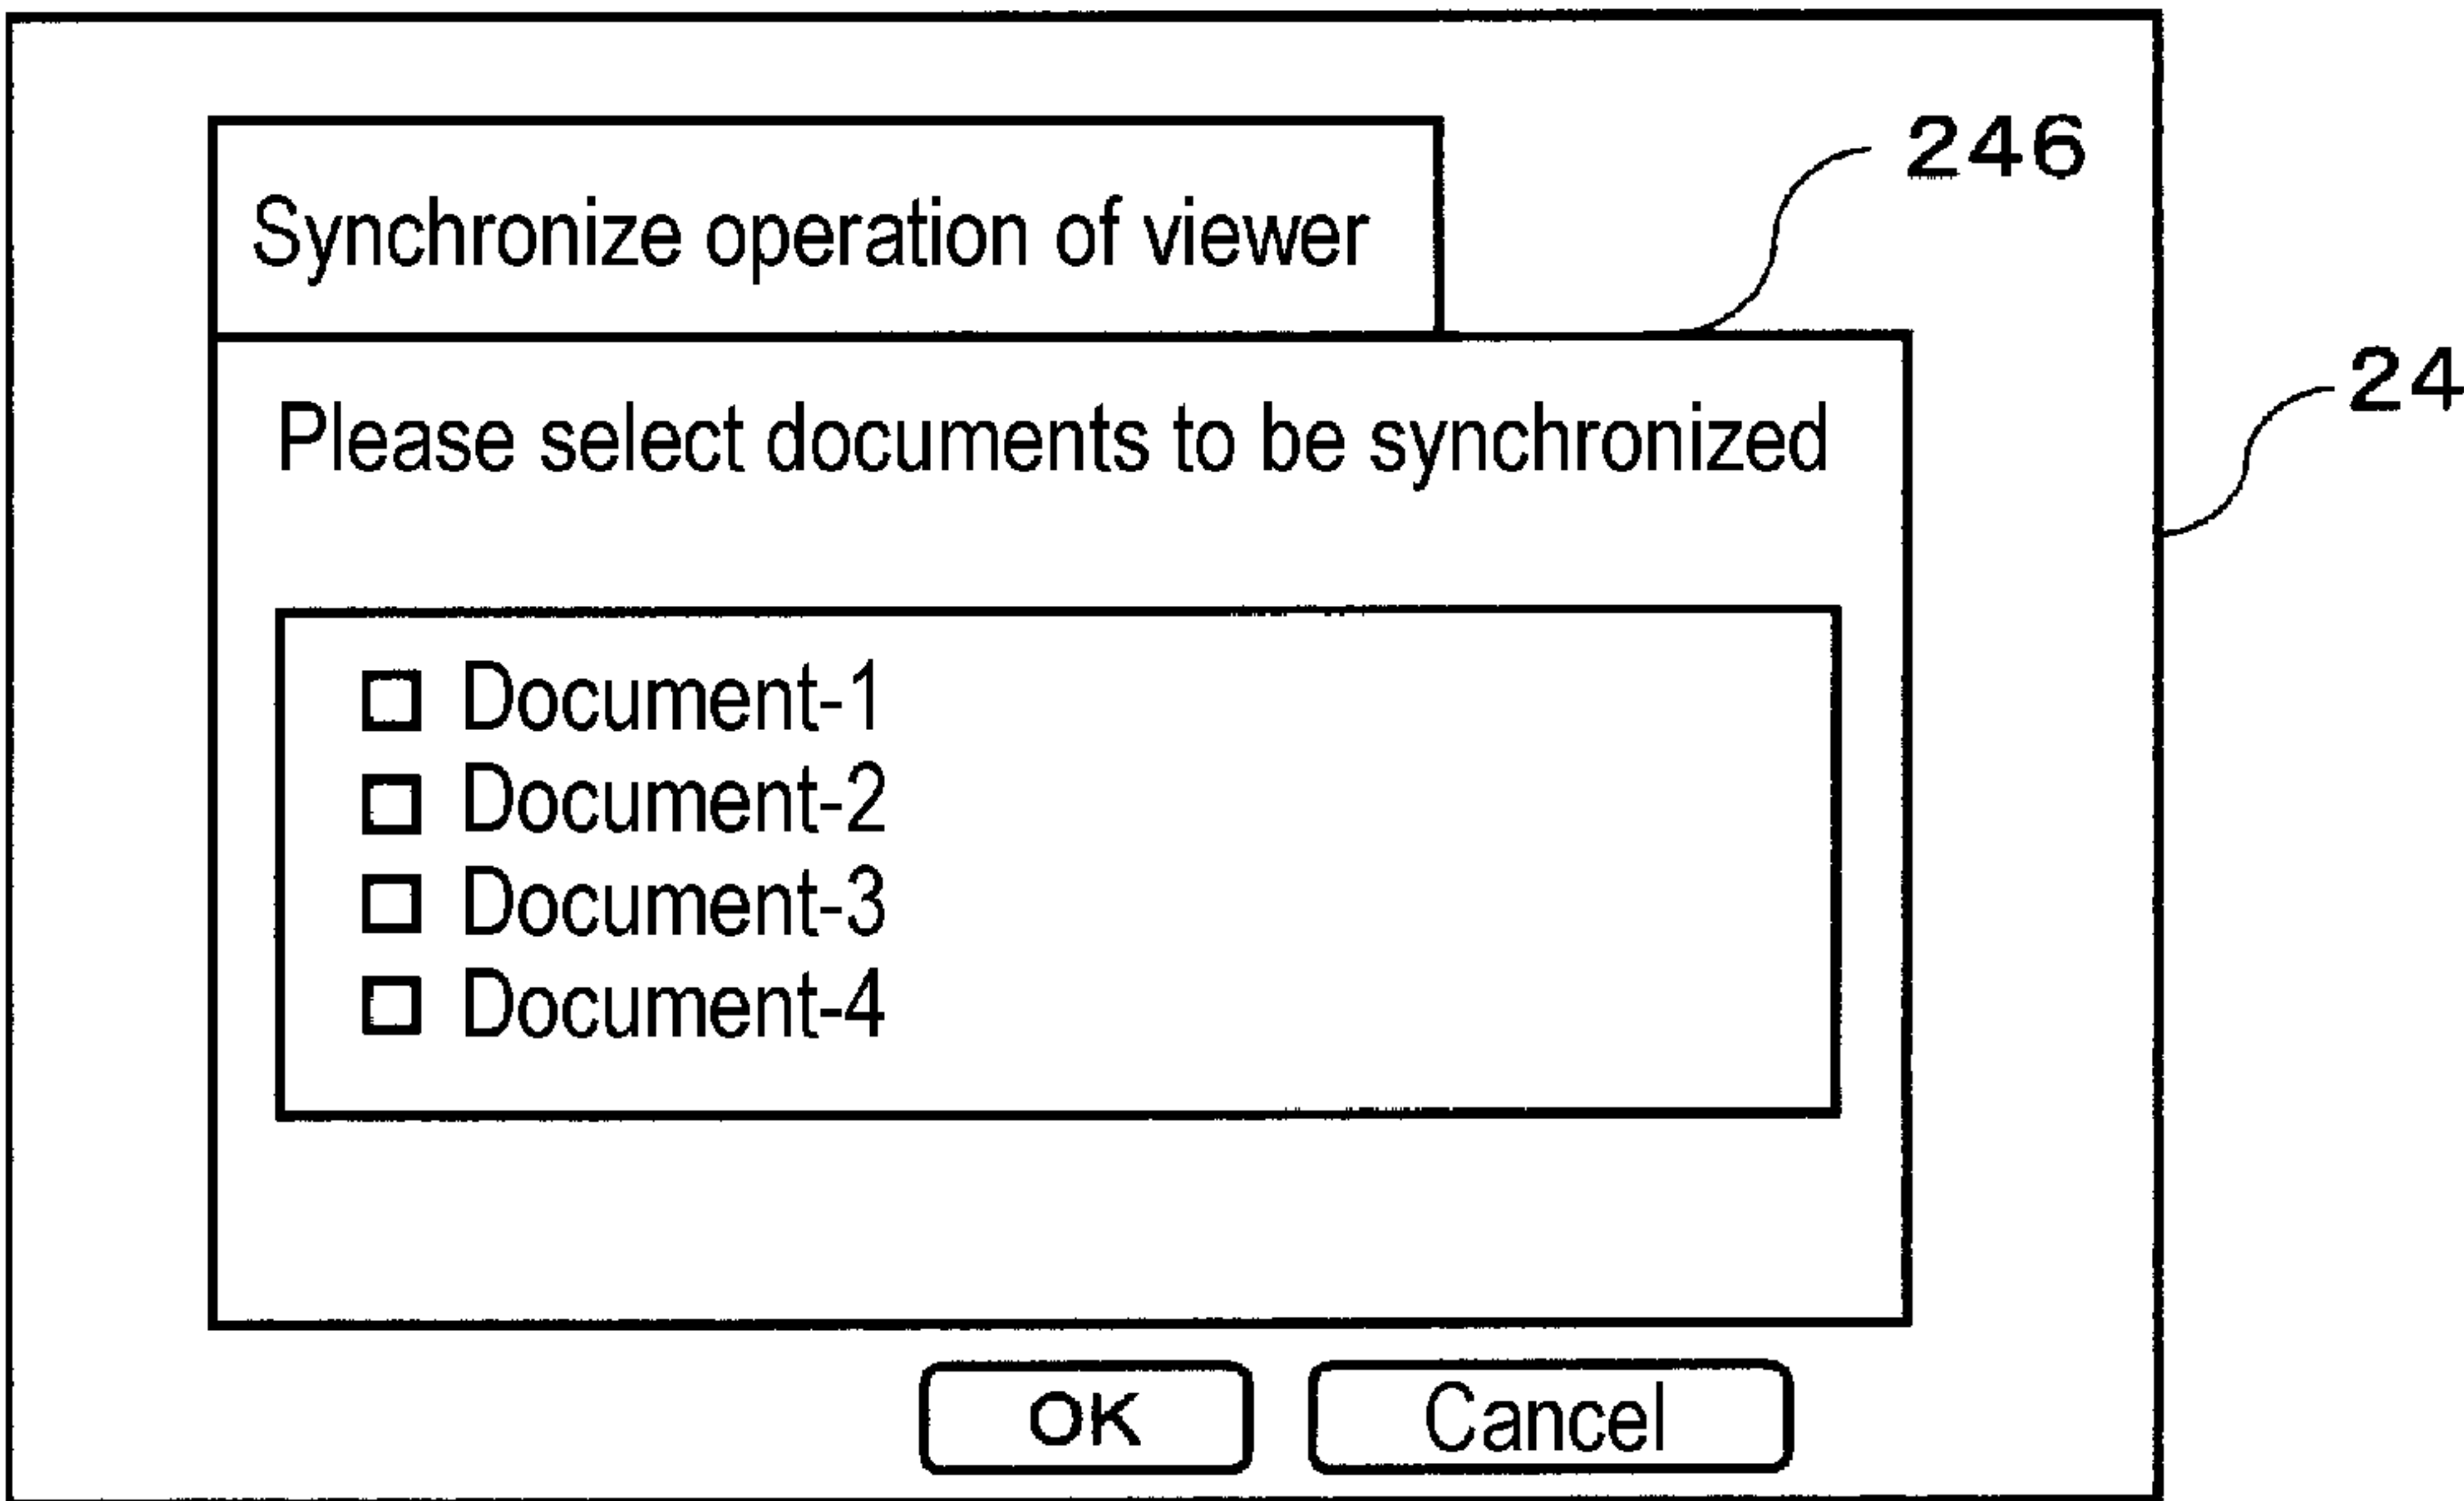 246
Synchronize operation of viewer
24
Please select documents to be synchronized
Document-1
Document-2
Document-3
Document-4
OK
Cancel